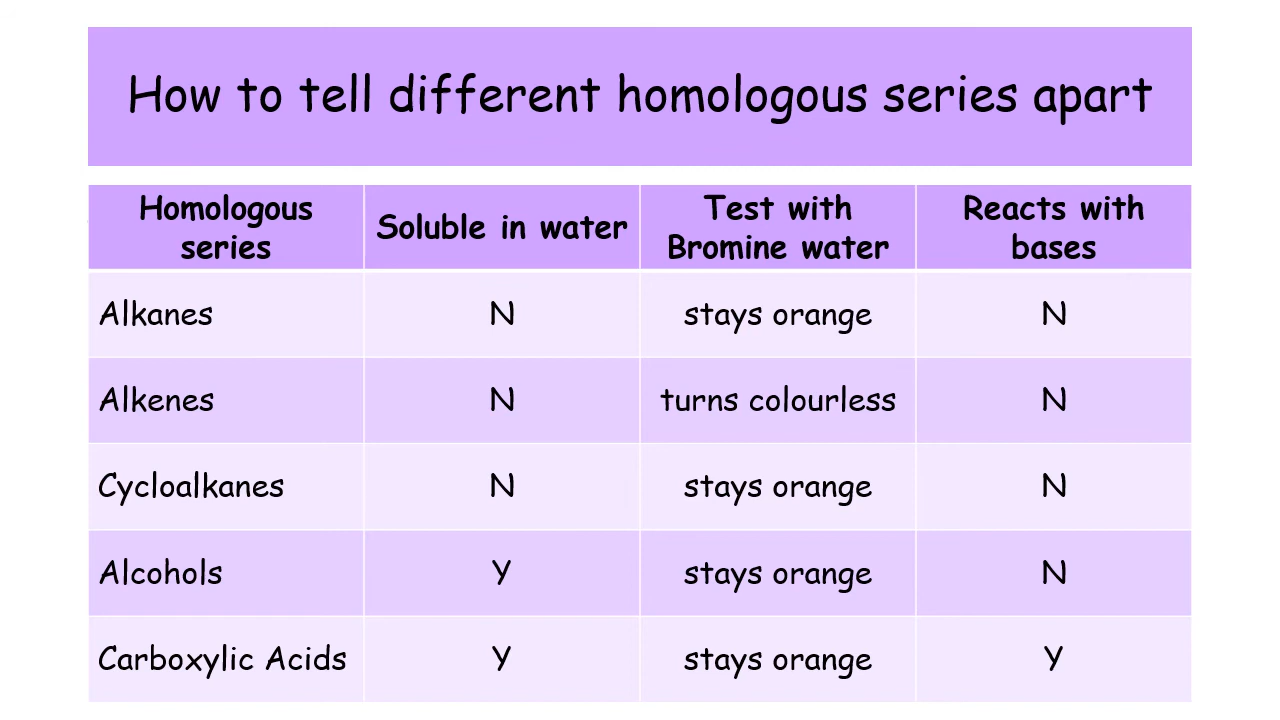 How to tell different homologous series apart
Homologous
series
Soluble in water
Test with
Bromine water
Reacts with
bases
Alkanes
N
stays orange
N
Alkenes
N
turns colourless
N
Cycloalkanes
N
stays orange
N
Alcohols
Y
stays orange
N
Carboxylic Acids
Y
stays orange
Y